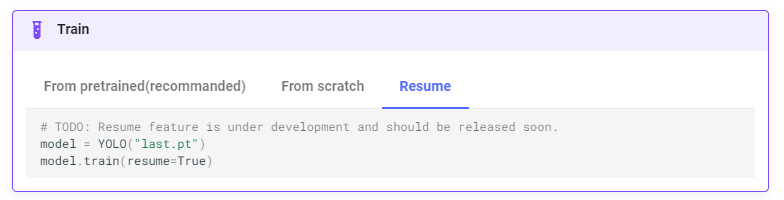 Train
From pretrained(recommanded) From scratch Resume
# TODO: Resume feature is under development and should be released soon.
model = YOLO("last.pt")
model.train(resume=True)